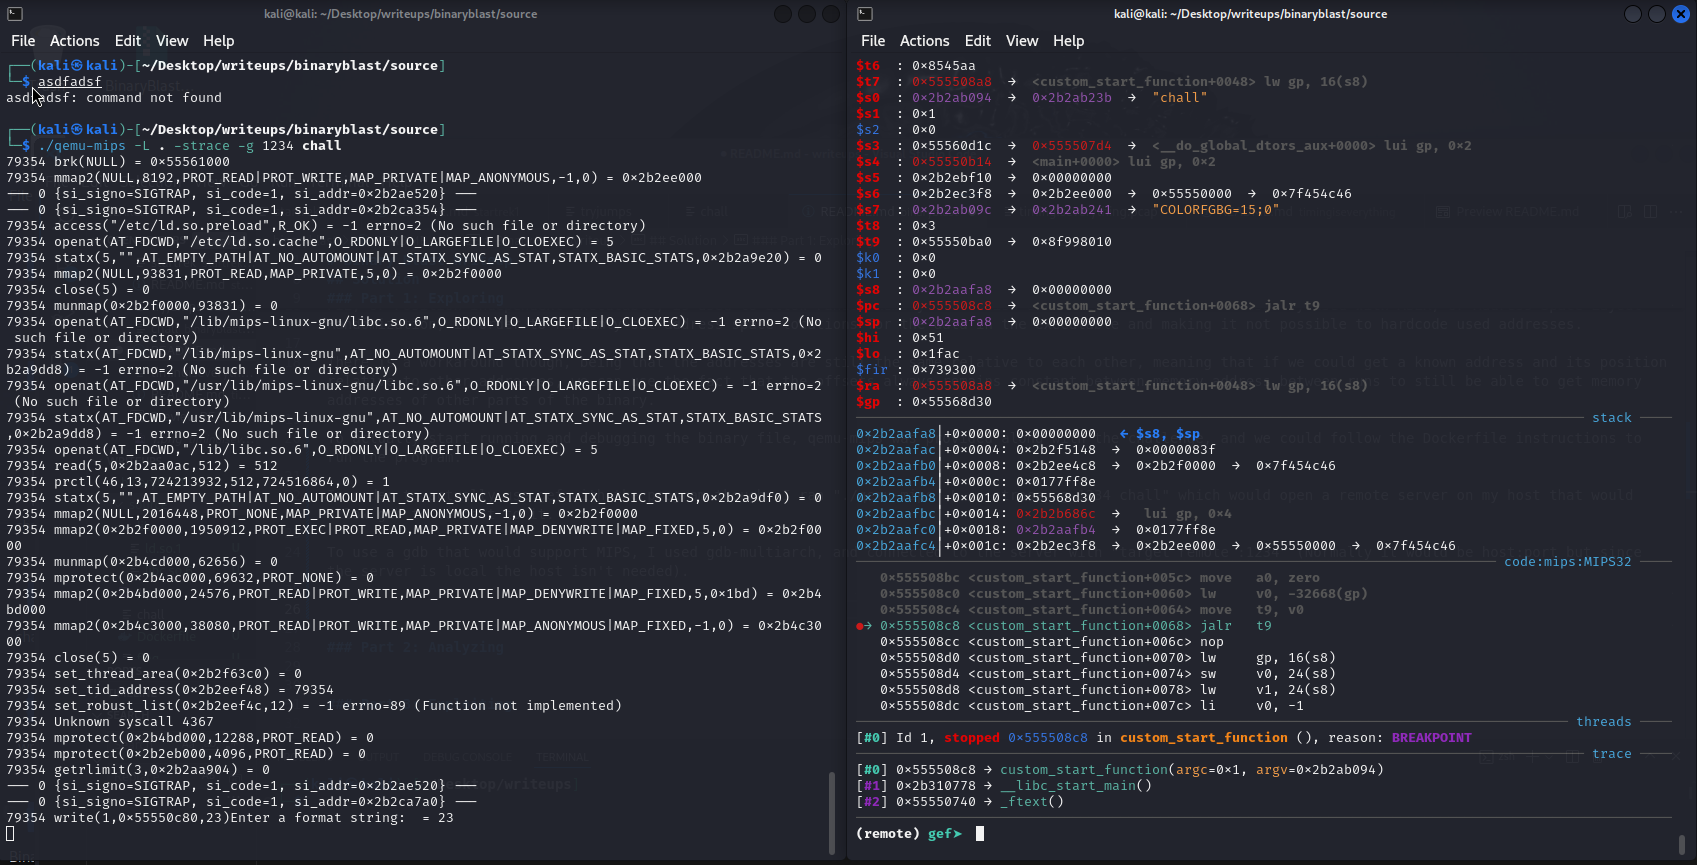 kali@kali: ~/Desktop/writeups/binaryblast/source
File Actions Edit View Help
┌──(kali㉿kali)-[~/Desktop/writeups/binaryblast/source]
└─$ asdfadsf
asdfadsf: command not found
┌──(kali㉿kali)-[~/Desktop/writeups/binaryblast/source]
└─$ ./qemu-mips -L . -strace -g 1234 chall
79354 brk(NULL) = 0×55561000
79354 mmap2(NULL,8192,PROT_READ|PROT_WRITE,MAP_PRIVATE|MAP_ANONYMOUS,-1,0) = 0×2b2ee000
─── 0 {si_signo=SIGTRAP, si_code=1, si_addr=0×2b2ae520} ───
─── 0 {si_signo=SIGTRAP, si_code=1, si_addr=0×2b2ca354} ───
79354 access("/etc/ld.so.preload",R_OK) = -1 errno=2 (No such file or directory)
79354 openat(AT_FDCWD,"/etc/ld.so.cache",O_RDONLY|O_LARGEFILE|O_CLOEXEC) = 5
79354 statx(5,"",AT_EMPTY_PATH|AT_NO_AUTOMOUNT|AT_STATX_SYNC_AS_STAT,STATX_BASIC_STATS,0×2b2a9e20) = 0
79354 mmap2(NULL,93831,PROT_READ,MAP_PRIVATE,5,0) = 0×2b2f0000
79354 close(5) = 0
79354 munmap(0×2b2f0000,93831) = 0
79354 openat(AT_FDCWD,"/lib/mips-linux-gnu/libc.so.6",O_RDONLY|O_LARGEFILE|O_CLOEXEC) = -1 errno=2 (No
such file or directory)
79354 statx(AT_FDCWD,"/lib/mips-linux-gnu",AT_NO_AUTOMOUNT|AT_STATX_SYNC_AS_STAT,STATX_BASIC_STATS,0×2
b2a9dd8) = -1 errno=2 (No such file or directory)
79354 openat(AT_FDCWD,"/usr/lib/mips-linux-gnu/libc.so.6",O_RDONLY|O_LARGEFILE|O_CLOEXEC) = -1 errno=2
(No such file or directory)
79354 statx(AT_FDCWD,"/usr/lib/mips-linux-gnu",AT_NO_AUTOMOUNT|AT_STATX_SYNC_AS_STAT,STATX_BASIC_STATS
,0×2b2a9dd8) = -1 errno=2 (No such file or directory)
79354 openat(AT_FDCWD,"/lib/libc.so.6",O_RDONLY|O_LARGEFILE|O_CLOEXEC) = 5
79354 read(5,0×2b2aa0ac,512) = 512
79354 prctl(46,13,724213932,512,724516864,0) = 1
79354 statx(5,"",AT_EMPTY_PATH|AT_NO_AUTOMOUNT|AT_STATX_SYNC_AS_STAT,STATX_BASIC_STATS,0×2b2a9df0) = 0
79354 mmap2(NULL,2016448,PROT_NONE,MAP_PRIVATE|MAP_ANONYMOUS,-1,0) = 0×2b2f0000
79354 mmap2(0×2b2f0000,1950912,PROT_EXEC|PROT_READ,MAP_PRIVATE|MAP_DENYWRITE|MAP_FIXED,5,0) = 0×2b2f00
00
79354 munmap(0×2b4cd000,62656) = 0
79354 mprotect(0×2b4ac000,69632,PROT_NONE) = 0
79354 mmap2(0×2b4bd000,24576,PROT_READ|PROT_WRITE,MAP_PRIVATE|MAP_DENYWRITE|MAP_FIXED,5,0×1bd) = 0×2b4
bd000
79354 mmap2(0×2b4c3000,38080,PROT_READ|PROT_WRITE,MAP_PRIVATE|MAP_ANONYMOUS|MAP_FIXED,-1,0) = 0×2b4c30
00
79354 close(5) = 0
79354 set_thread_area(0×2b2f63c0) = 0
79354 set_tid_address(0×2b2eef48) = 79354
79354 set_robust_list(0×2b2eef4c,12) = -1 errno=89 (Function not implemented)
79354 Unknown syscall 4367
79354 mprotect(0×2b4bd000,12288,PROT_READ) = 0
79354 mprotect(0×2b2eb000,4096,PROT_READ) = 0
79354 getrlimit(3,0×2b2aa904) = 0
─── 0 {si_signo=SIGTRAP, si_code=1, si_addr=0×2b2ae520} ───
─── 0 {si_signo=SIGTRAP, si_code=1, si_addr=0×2b2ca7a0} ───
79354 write(1,0×55550c80,23)Enter a format string:  = 23
kali@kali: ~/Desktop/writeups/binaryblast/source
File Actions Edit View Help
$t6 : 0×8545aa
$t7 : 0×555508a8 → <custom_start_function+0048> lw gp, 16(s8)
$s0 : 0×2b2ab094 → 0×2b2ab23b → "chall"
$s1 : 0×1
$s2 : 0×0
$s3 : 0×55560d1c → 0×555507d4 → <__do_global_dtors_aux+0000> lui gp, 0×2
$s4 : 0×55550b14 → <main+0000> lui gp, 0×2
$s5 : 0×2b2ebf10 → 0×00000000
$s6 : 0×2b2ec3f8 → 0×2b2ee000 → 0×55550000 → 0×7f454c46
$s7 : 0×2b2ab09c → 0×2b2ab241 → "COLORFGBG=15;0"
$t8 : 0×3
$t9 : 0×55550ba0 → 0×8f998010
$k0 : 0×0
$k1 : 0×0
$s8 : 0×2b2aafa8 → 0×00000000
$pc : 0×555508c8 → <custom_start_function+0068> jalr t9
$sp : 0×2b2aafa8 → 0×00000000
$hi : 0×51
$lo : 0×1fac
$fir : 0×739300
$ra : 0×555508a8 → <custom_start_function+0048> lw gp, 16(s8)
$gp : 0×55568d30
stack
0×2b2aafa8│+0×0000: 0×00000000 ← $s8, $sp
0×2b2aafac│+0×0004: 0×2b2f5148 → 0×0000083f
0×2b2aafb0│+0×0008: 0×2b2ee4c8 → 0×2b2f0000 → 0×7f454c46
0×2b2aafb4│+0×000c: 0×0177ff8e
0×2b2aafb8│+0×0010: 0×55568d30
0×2b2aafbc│+0×0014: 0×2b2b686c → lui gp, 0×4
0×2b2aafc0│+0×0018: 0×2b2aafb4 → 0×0177ff8e
0×2b2aafc4│+0×001c: 0×2b2ec3f8 → 0×2b2ee000 → 0×55550000 → 0×7f454c46
code:mips:MIPS32
0×555508bc <custom_start_function+005c> move a0, zero
0×555508c0 <custom_start_function+0060> lw v0, -32668(gp)
0×555508c4 <custom_start_function+0064> move t9, v0
●→ 0×555508c8 <custom_start_function+0068> jalr t9
0×555508cc <custom_start_function+006c> nop
0×555508d0 <custom_start_function+0070> lw gp, 16(s8)
0×555508d4 <custom_start_function+0074> sw v0, 24(s8)
0×555508d8 <custom_start_function+0078> lw v1, 24(s8)
0×555508dc <custom_start_function+007c> li v0, -1
threads
[#0] Id 1, stopped 0×555508c8 in custom_start_function (), reason: BREAKPOINT
trace
[#0] 0×555508c8 → custom_start_function(argc=0×1, argv=0×2b2ab094)
[#1] 0×2b310778 → __libc_start_main()
[#2] 0×55550740 → _ftext()
(remote) gef➤